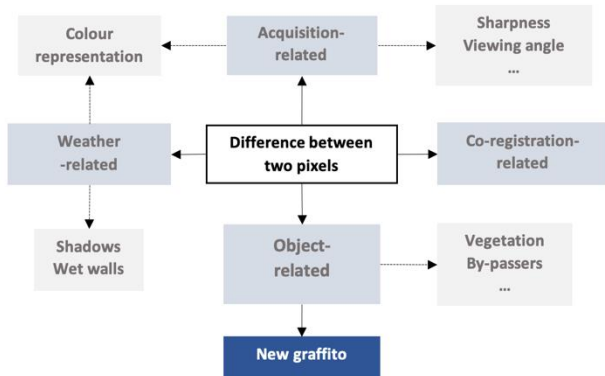 Colour
representation
Acquisition-
related
Sharpness
Viewing angle
...
Weather
-related
Difference between
two pixels
Co-registration-
related
Shadows
Wet walls
Object-
related
Vegetation
By-passers
...
New graffito